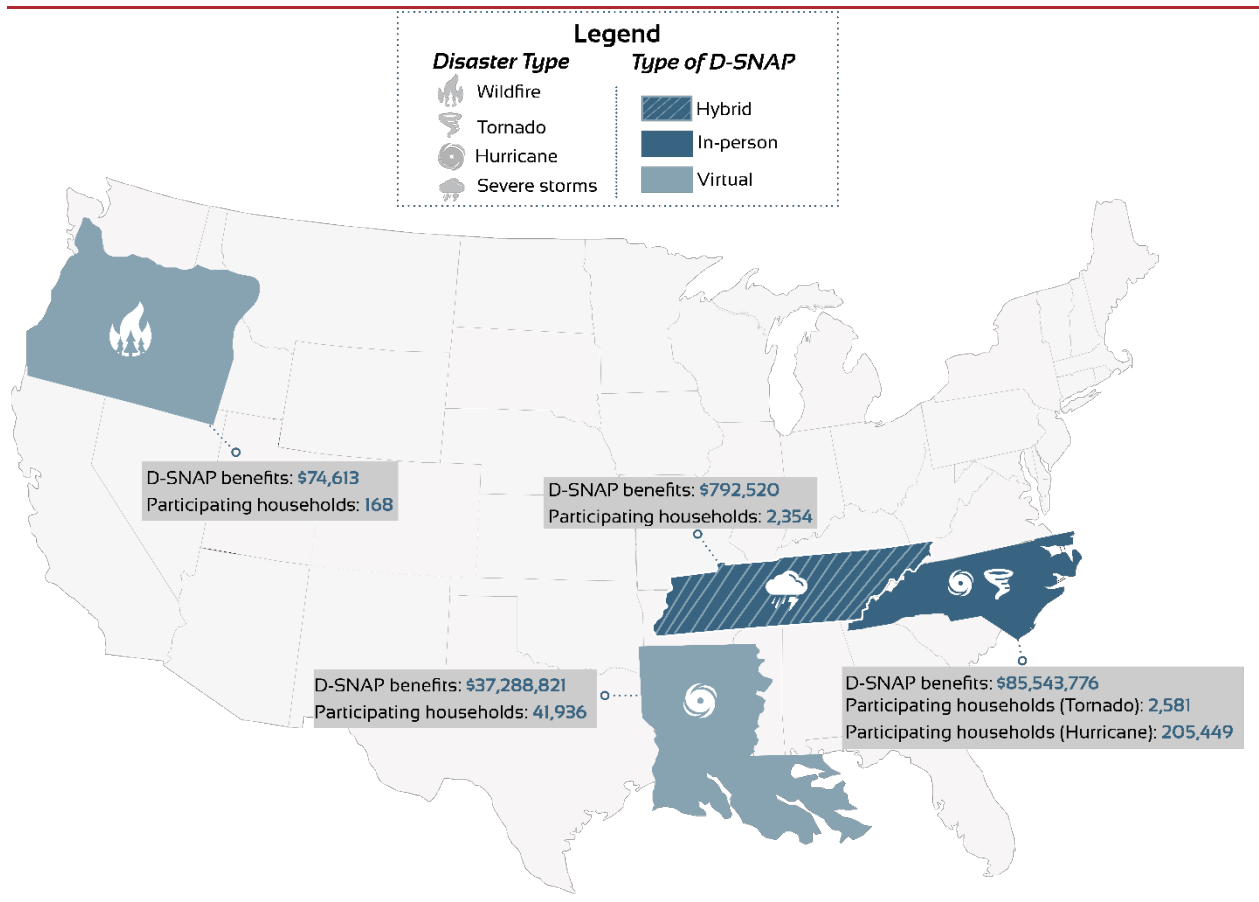 Legend
Disaster Type
Type of D-SNAP
Wildfire
Tornado
Hurricane
Severe storms
Hybrid
In-person
Virtual
D-SNAP benefits: $74,613
Participating households: 168
D-SNAP benefits: $792,520
Participating households: 2,354
D-SNAP benefits: $37,288,821
Participating households: 41,936
D-SNAP benefits: $85,543,776
Participating households (Tornado): 2,581
Participating households (Hurricane): 205,449